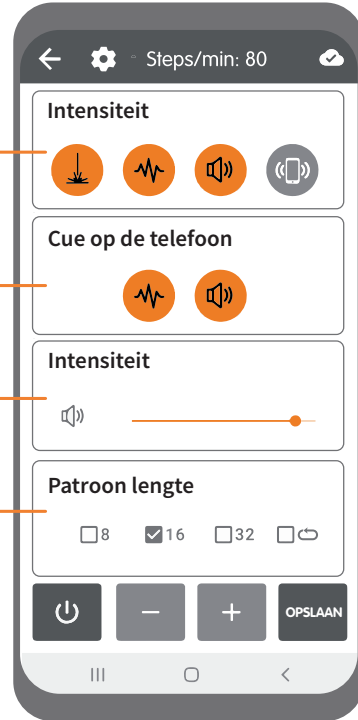 Steps/min: 80
Intensiteit
Cue op de telefoon
Intensiteit
Patroon lengte
8 16 32
OPSLAAN